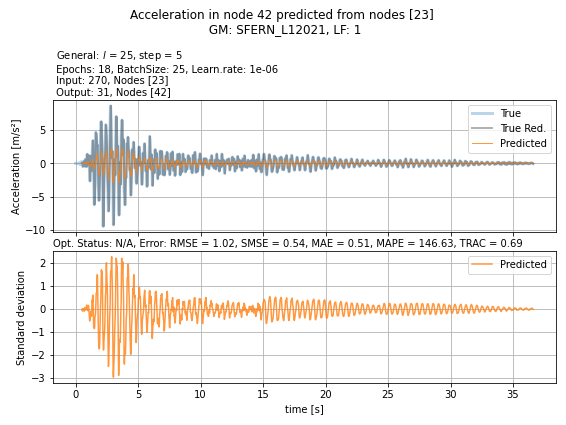 Acceleration in node 42 predicted from nodes [23]
GM: SFERN_L12021, LF: 1
General: l = 25, step = 5
Epochs: 18, BatchSize: 25, Learn.rate: 1e-06
Input: 270, Nodes [23]
Output: 31, Nodes [42]
Acceleration [m/s²]
5
0
−5
−10
True
True Red.
Predicted
Opt. Status: N/A, Error: RMSE = 1.02, SMSE = 0.54, MAE = 0.51, MAPE = 146.63, TRAC = 0.69
Standard deviation
2
1
0
−1
−2
−3
Predicted
0 5 10 15 20 25 30 35
time [s]